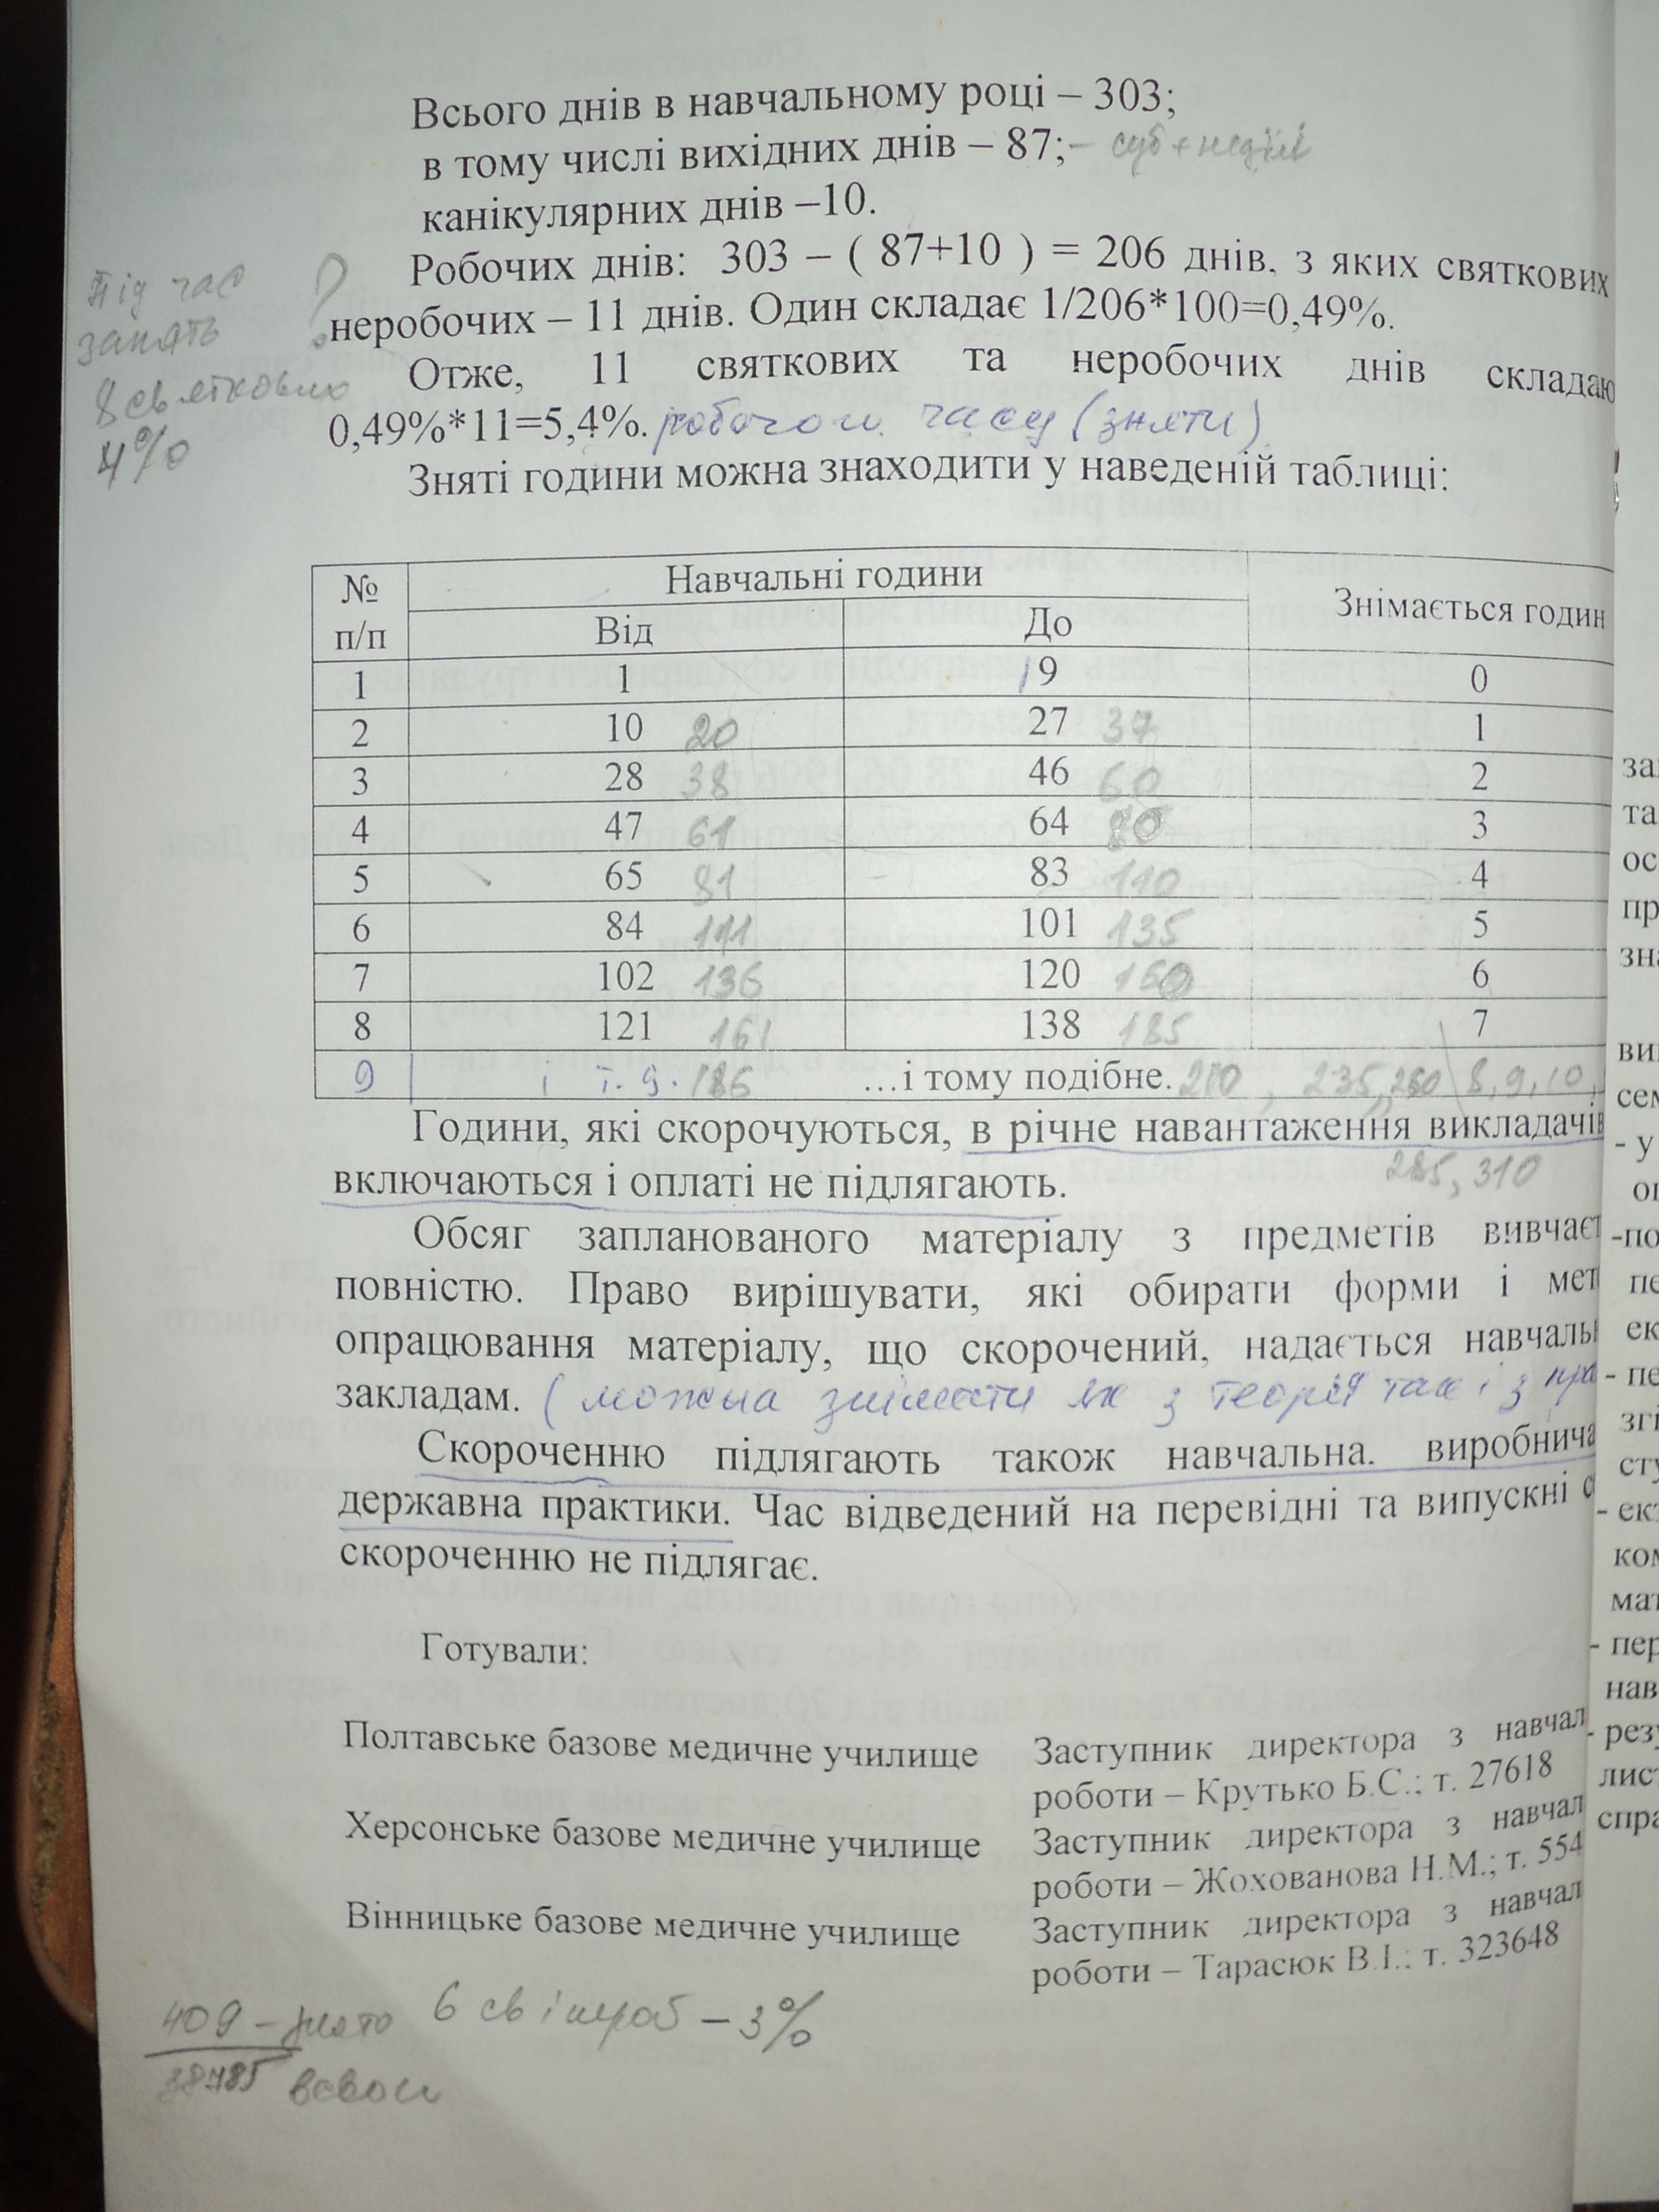 Всього днів в навчальному році – 303;
в тому числі вихідних днів – 87; – суб + неділі
канікулярних днів –10.
Робочих днів: 303 – ( 87+10 ) = 206 днів, з яких святкових
неробочих – 11 днів. Один складає 1/206*100=0,49%.
Під час ?
занять
8 святкових
4%
Отже, 11 святкових та неробочих днів складаю
0,49%*11=5,4%. робочого часу (зняти)
Зняті години можна знаходити у наведеній таблиці:
№ п/п Навчальні години Знімається годин
Від До
1 1 19 0
2 10 20 27 37 1
3 28 38 46 60 2
4 47 61 64 80 3
5 65 81 83 110 4
6 84 111 101 135 5
7 102 136 120 160 6
8 121 161 138 185 7
9 і т. д. 186 …і тому подібне. 210, 235, 260 8, 9, 10,
Години, які скорочуються, в річне навантаження викладачів
285, 310
включаються і оплаті не підлягають.
Обсяг запланованого матеріалу з предметів вивчаєт
повністю. Право вирішувати, які обирати форми і мет
опрацювання матеріалу, що скорочений, надається навчаль
закладам. (можна знімати як з теорії так і з пра
Скороченню підлягають також навчальна. виробнича
державна практики. Час відведений на перевідні та випускні
скороченню не підлягає.
Готували:
Полтавське базове медичне училище Заступник директора з навчал
роботи – Крутько Б.С.; т. 27618
Херсонське базове медичне училище Заступник директора з навчал
роботи – Жохованова Н.М.; т. 554
Вінницьке базове медичне училище Заступник директора з навчал
роботи – Тарасюк В.І.: т. 323648
409 – знято 6 св і нероб – 3%
38785 всього
за
та
ос
пр
зна
вик
сем
- у
-по
пе
ек
- пе
згі
сту
- екз
ком
мат
- пер
нав
- резу
лист
спра